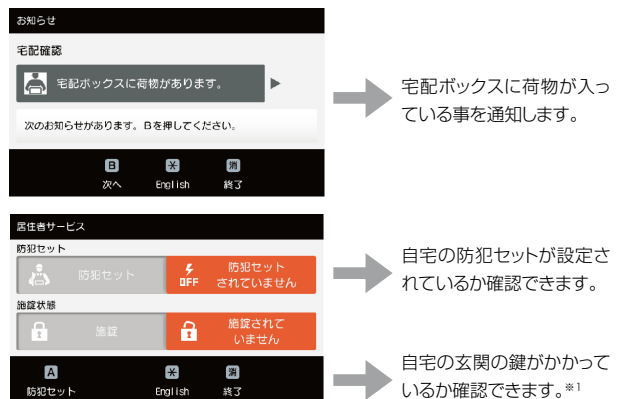 お知らせ
宅配確認
宅配ボックスに荷物があります。
次のお知らせがあります。Bを押してください。
B
次へ
＊
English
消
終了
宅配ボックスに荷物が入っ
ている事を通知します。
居住者サービス
防犯セット
防犯セット
OFF
防犯セット
されていません
施錠状態
施錠
施錠されて
いません
A
防犯セット
＊
English
消
終了
自宅の防犯セットが設定さ
れているか確認できます。
自宅の玄関の鍵がかかって
いるか確認できます。※1